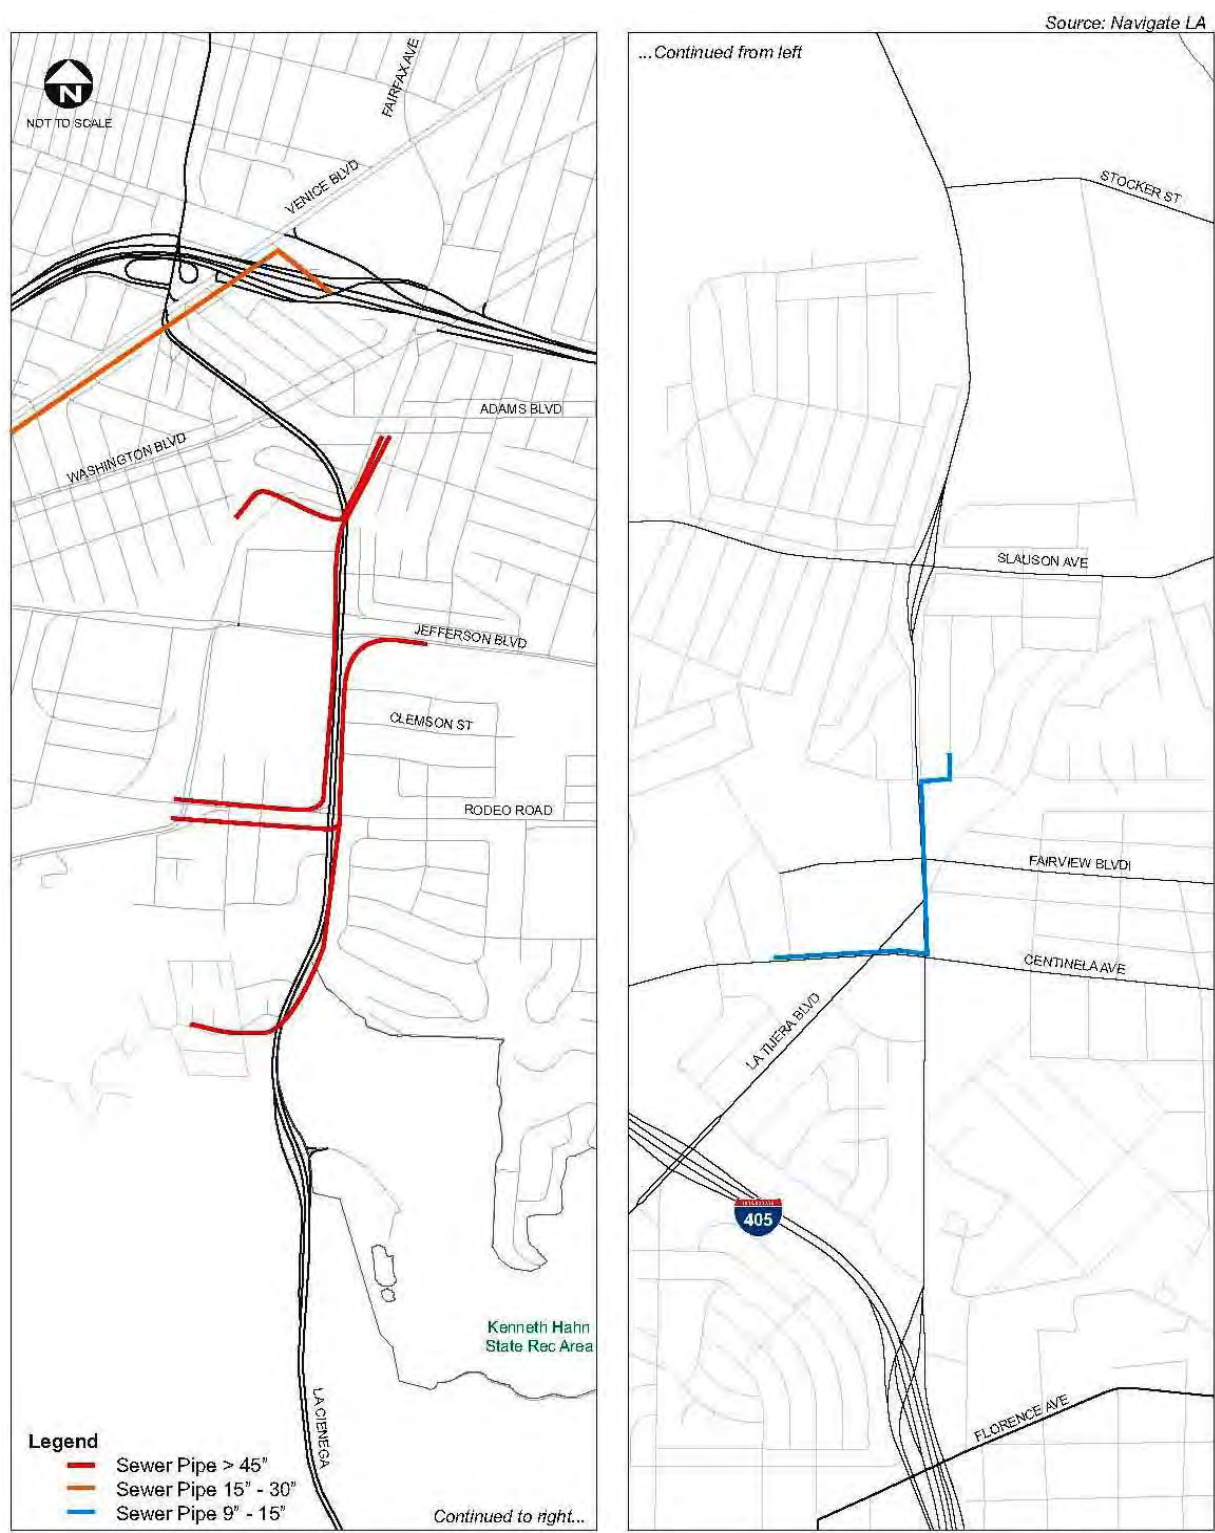 Source: Navigate LA
N
NOT TO SCALE
FAIRFAX AVE
VENICE BLVD
ADAMS BLVD
WASHINGTON BLVD
JEFFERSON BLVD
CLEMSON ST
RODEO ROAD
Kenneth Hahn
State Rec Area
LA CIENEGA
Legend
Sewer Pipe > 45"
Sewer Pipe 15" - 30"
Sewer Pipe 9" - 15"
Continued to right...
...Continued from left
STOCKER ST
SLAUSON AVE
FAIRVIEW BLVDI
CENTINELA AVE
LA TIJERA BLVD
INTERSTATE
405
FLORENCE AVE